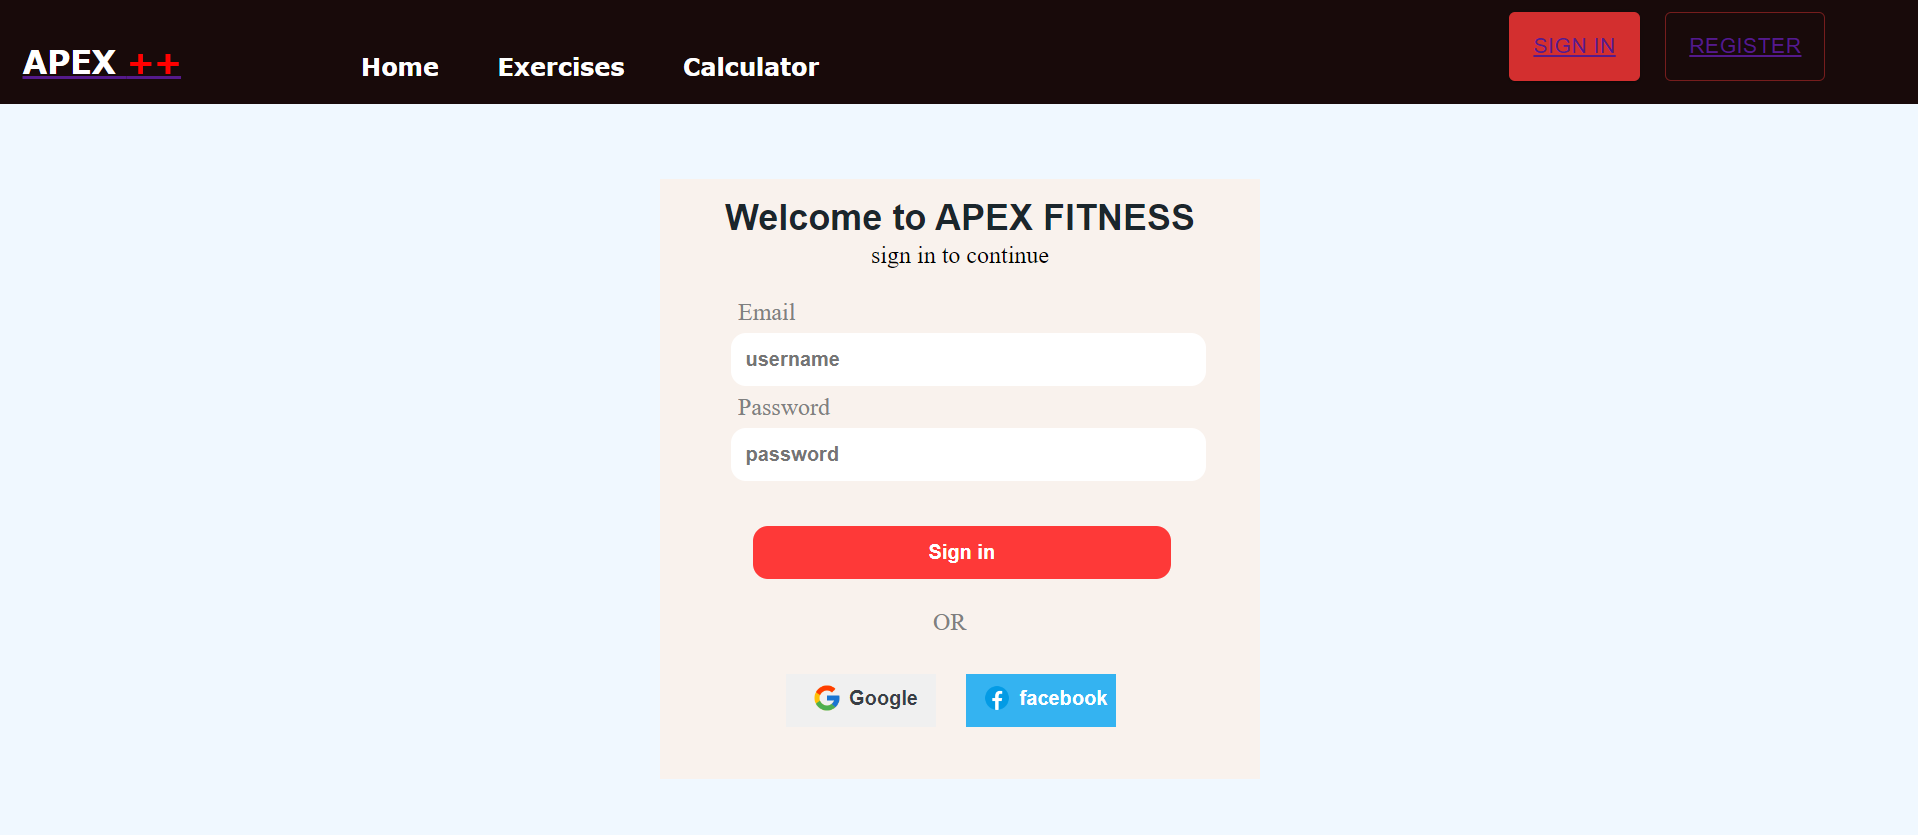 APEX ++
Home Exercises Calculator
SIGN IN REGISTER
Welcome to APEX FITNESS
sign in to continue
Email
username
Password
password
Sign in
OR
Google facebook